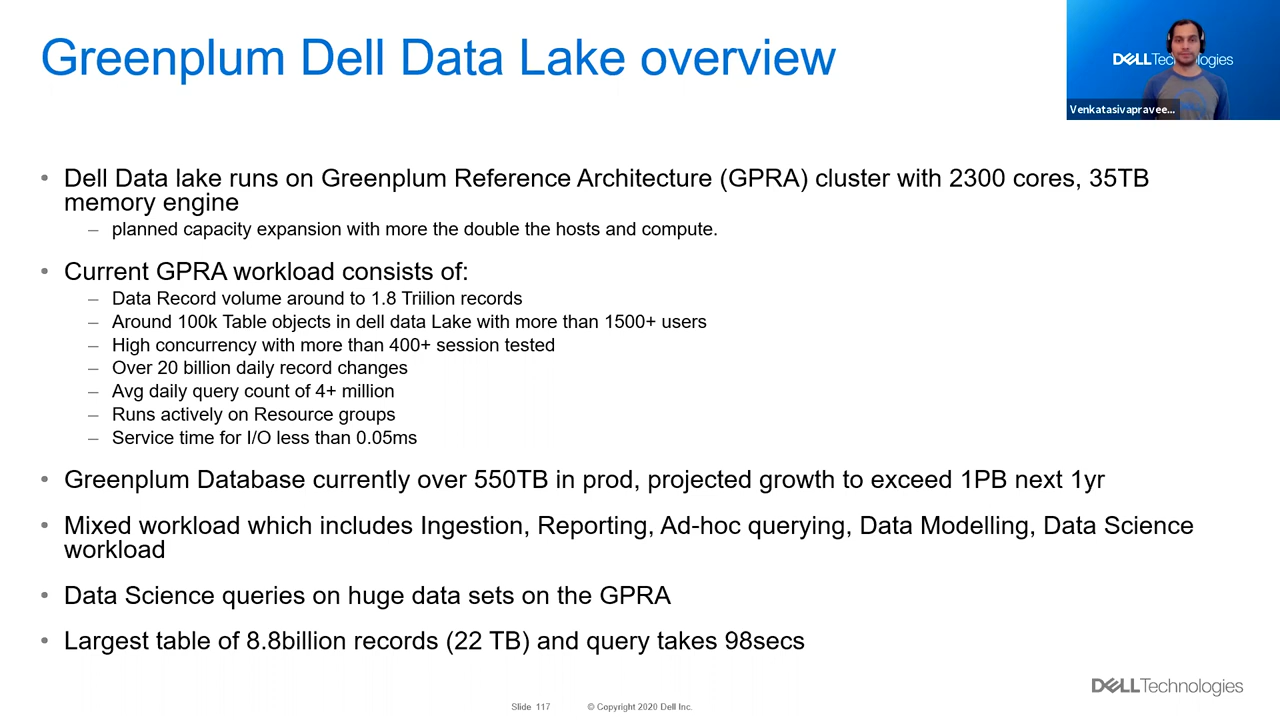 Greenplum Dell Data Lake overview
DELLTechnologies
Venkatasivapravee...
• Dell Data lake runs on Greenplum Reference Architecture (GPRA) cluster with 2300 cores, 35TB
memory engine
– planned capacity expansion with more the double the hosts and compute.
• Current GPRA workload consists of:
– Data Record volume around to 1.8 Triilion records
– Around 100k Table objects in dell data Lake with more than 1500+ users
– High concurrency with more than 400+ session tested
– Over 20 billion daily record changes
– Avg daily query count of 4+ million
– Runs actively on Resource groups
– Service time for I/O less than 0.05ms
• Greenplum Database currently over 550TB in prod, projected growth to exceed 1PB next 1yr
• Mixed workload which includes Ingestion, Reporting, Ad-hoc querying, Data Modelling, Data Science
workload
• Data Science queries on huge data sets on the GPRA
• Largest table of 8.8billion records (22 TB) and query takes 98secs
DELLTechnologies
Slide 117 © Copyright 2020 Dell Inc.